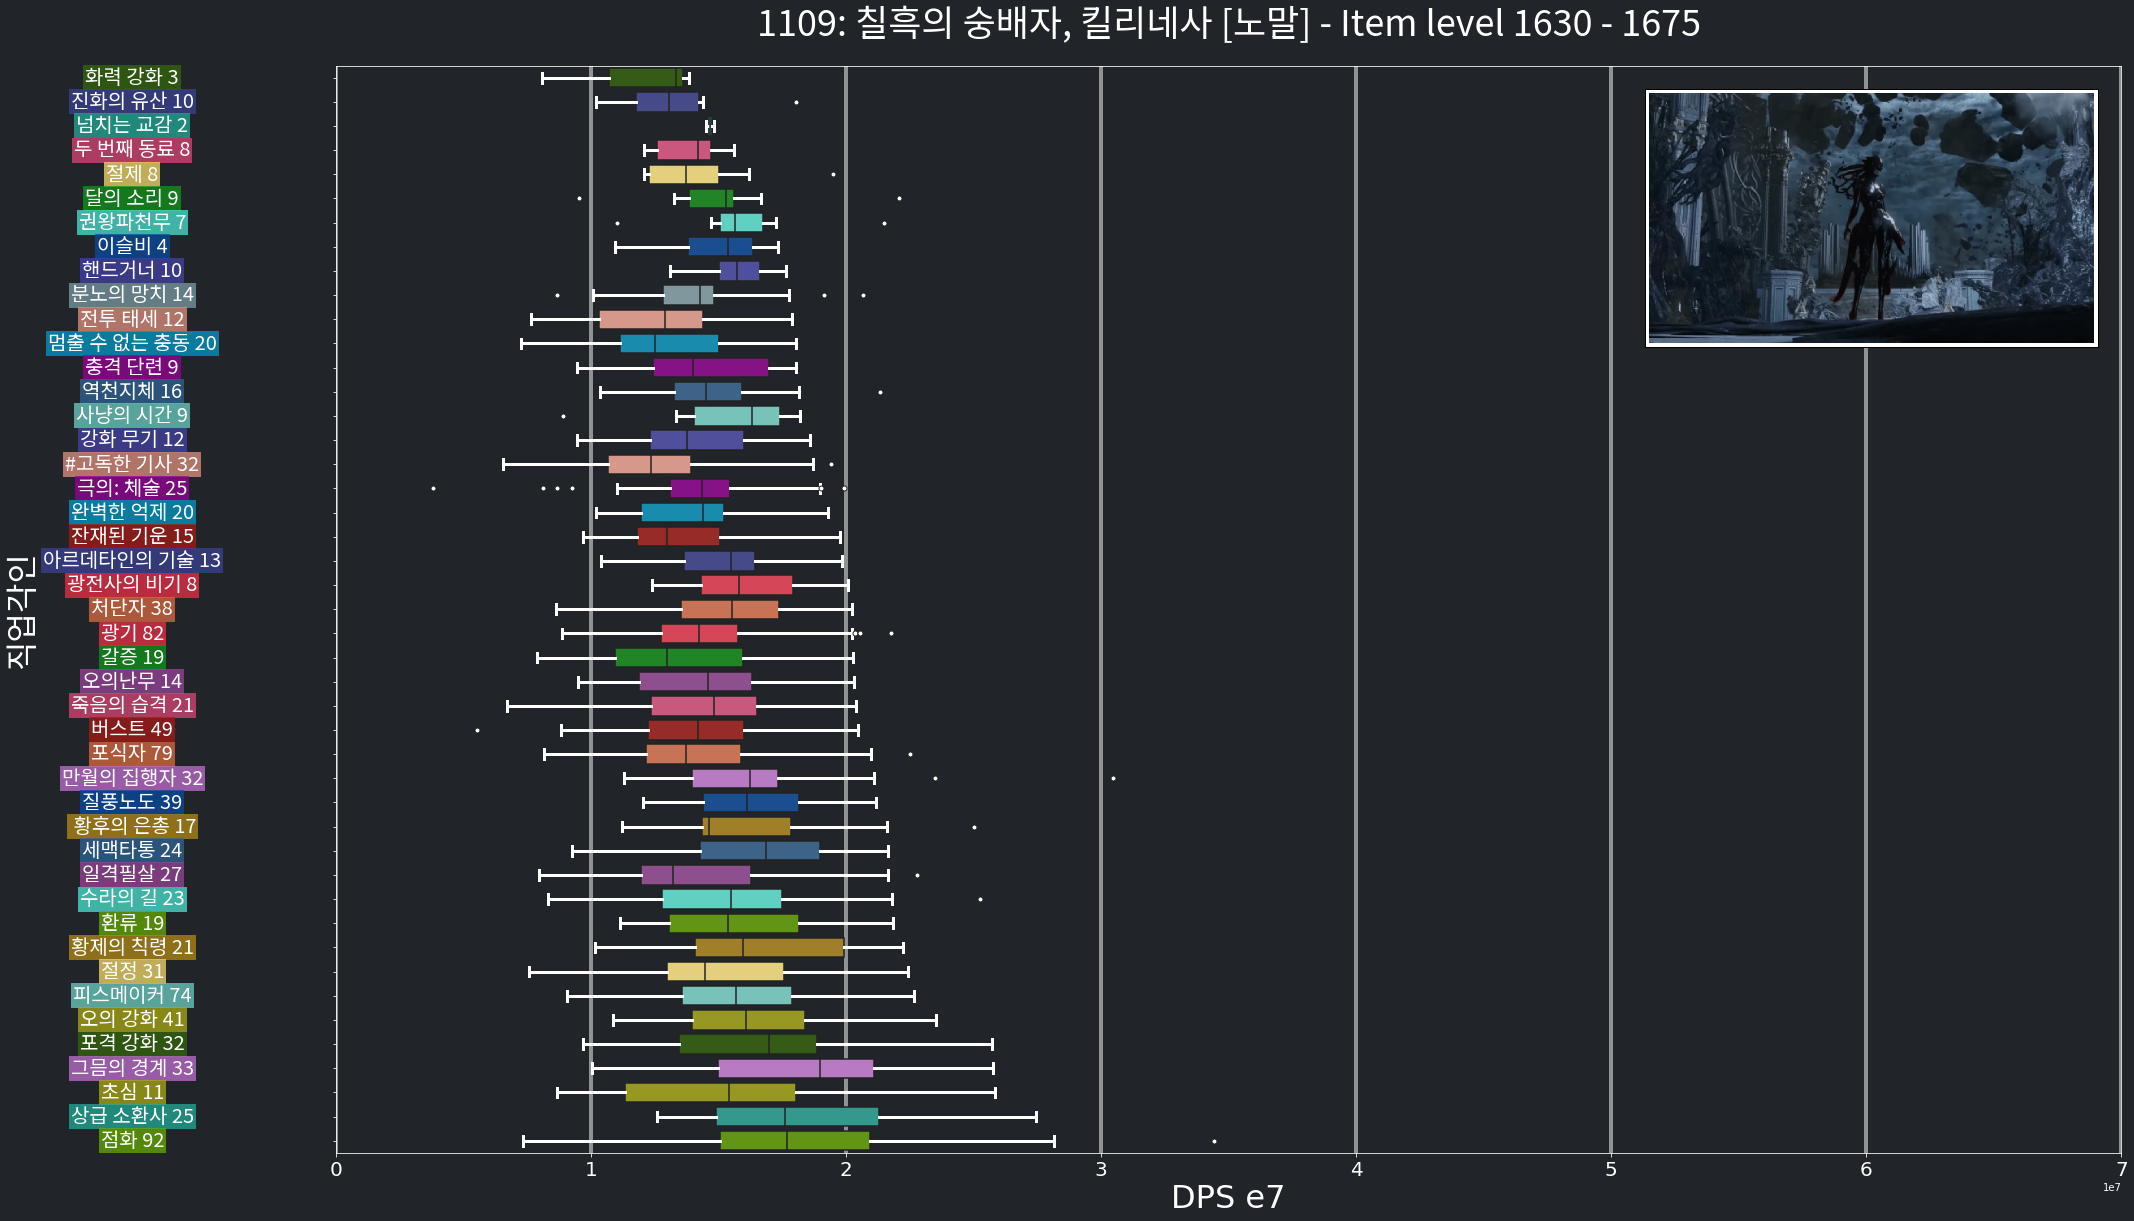 1109: 칠흑의 숭배자, 킬리네사 [노말] - Item level 1630 - 1675
직업각인
화력 강화 3
진화의 유산 10
넘치는 교감 2
두 번째 동료 8
절제 8
달의 소리 9
권왕파천무 7
이슬비 4
핸드거너 10
분노의 망치 14
전투 태세 12
멈출 수 없는 충동 20
충격 단련 9
역천지체 16
사냥의 시간 9
강화 무기 12
#고독한 기사 32
극의: 체술 25
완벽한 억제 20
잔재된 기운 15
아르데타인의 기술 13
광전사의 비기 8
처단자 38
광기 82
갈증 19
오의난무 14
죽음의 습격 21
버스트 49
포식자 79
만월의 집행자 32
질풍노도 39
황후의 은총 17
세맥타통 24
일격필살 27
수라의 길 23
환류 19
황제의 칙령 21
절정 31
피스메이커 74
오의 강화 41
포격 강화 32
그믐의 경계 33
초심 11
상급 소환사 25
점화 92
0 1 2 3 4 5 6 7
1e7
DPS e7